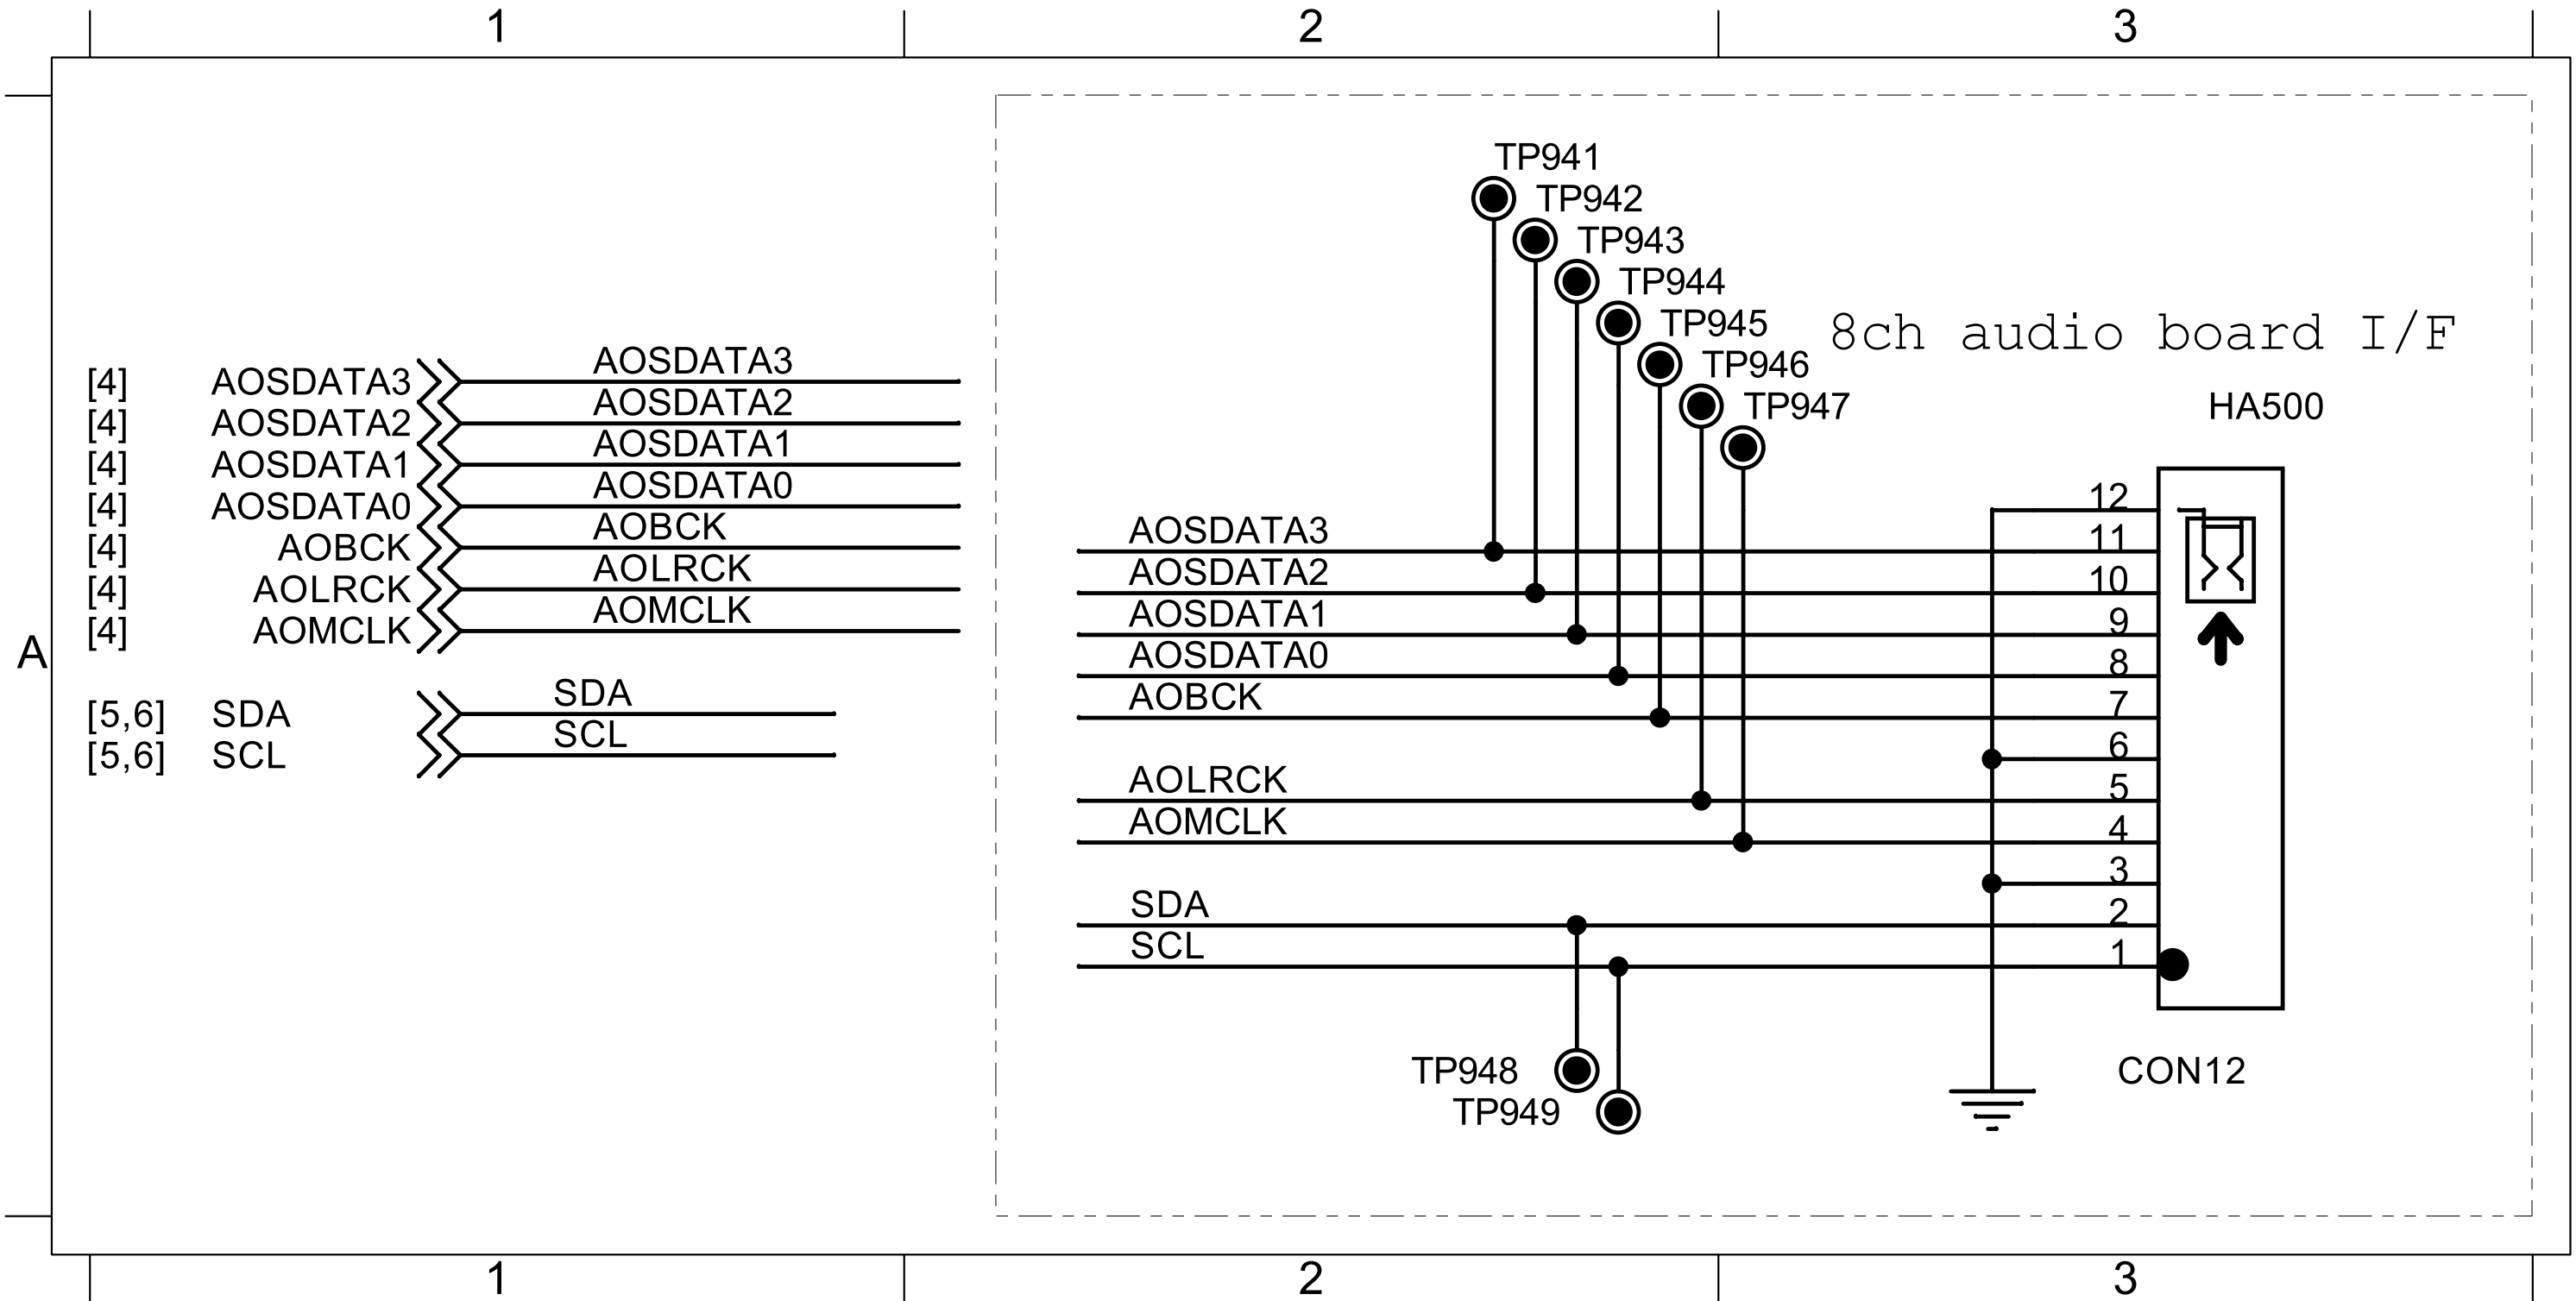 1 2 3
TP941
TP942
TP943
TP944
TP945
TP946
TP947
8ch audio board I/F
HA500
[4] AOSDATA3 AOSDATA3
[4] AOSDATA2 AOSDATA2
[4] AOSDATA1 AOSDATA1
[4] AOSDATA0 AOSDATA0
[4] AOBCK AOBCK
[4] AOLRCK AOLRCK
[4] AOMCLK AOMCLK
A
[5,6] SDA SDA
[5,6] SCL SCL
12
AOSDATA3 11
AOSDATA2 10
AOSDATA1 9
AOSDATA0 8
AOBCK 7
6
AOLRCK 5
AOMCLK 4
3
SDA 2
SCL 1
TP948
TP949
CON12
1 2 3